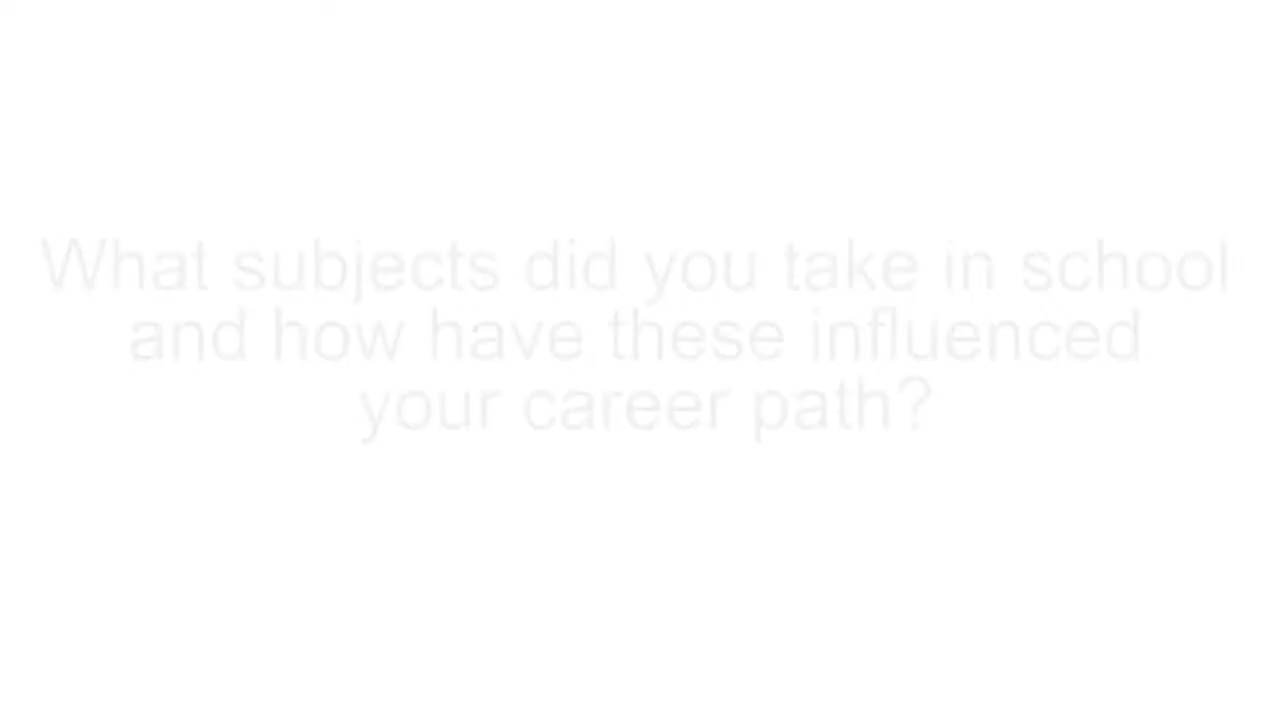 What subjects did you take in school
and how have these influenced
your career path?